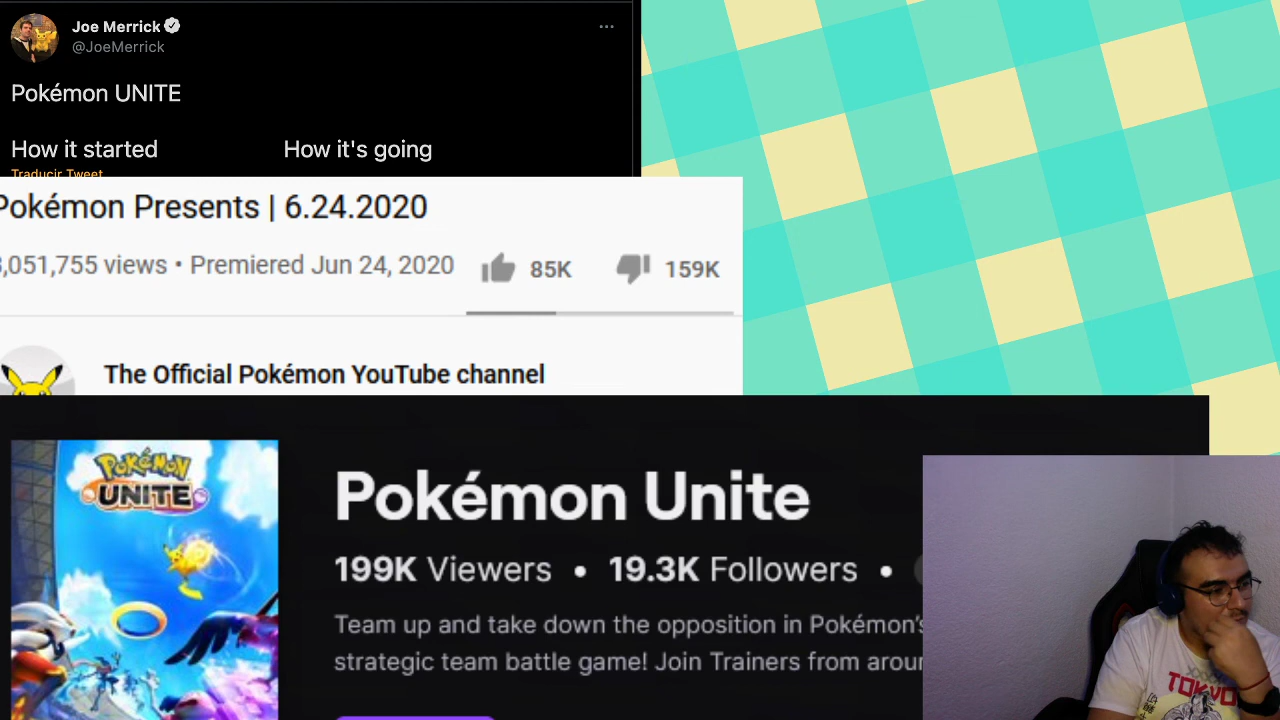 Joe Merrick
@JoeMerrick
Pokémon UNITE
How it started How it's going
Traducir Tweet
Pokémon Presents | 6.24.2020
,051,755 views • Premiered Jun 24, 2020 85K 159K
The Official Pokémon YouTube channel
POKÉMON
UNITE
Pokémon Unite
199K Viewers • 19.3K Followers •
Team up and take down the opposition in Pokémon's
strategic team battle game! Join Trainers from
TOKYO